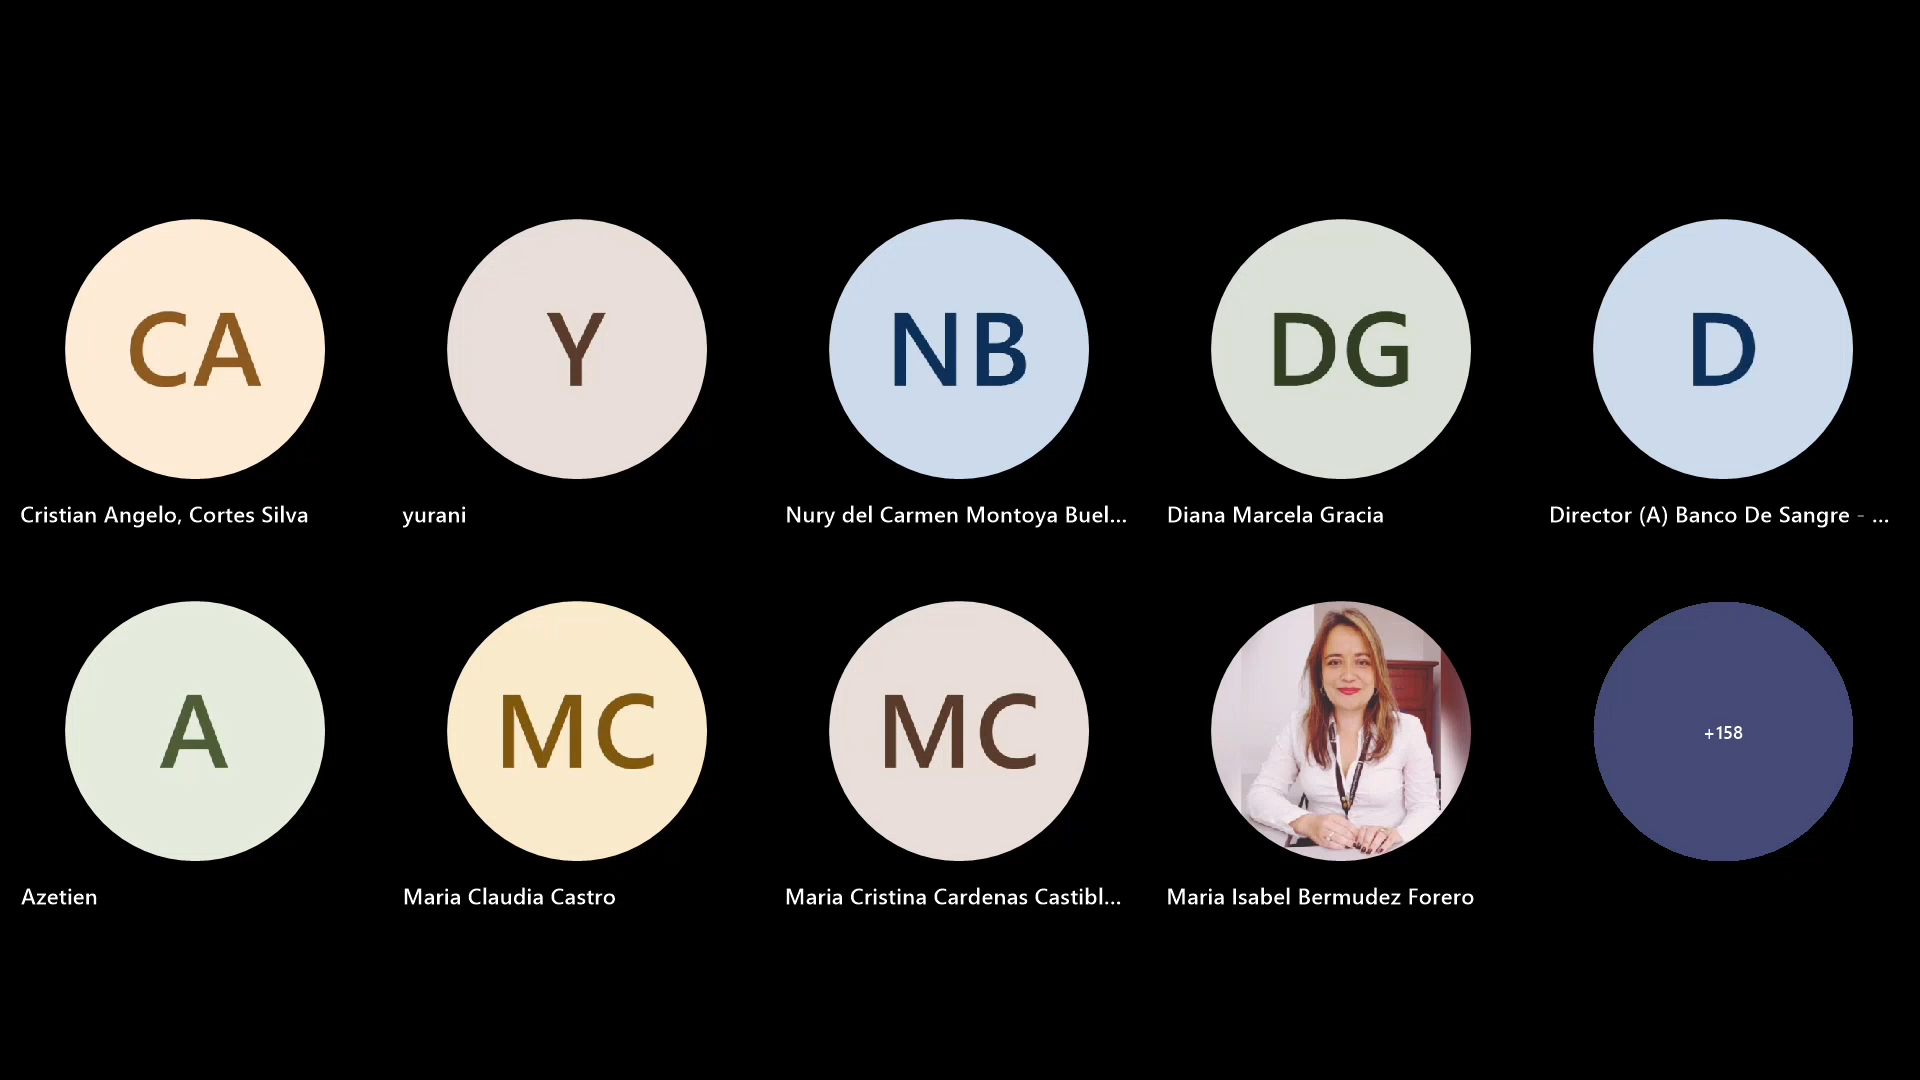 CA
Y
NB
DG
D
Cristian Angelo, Cortes Silva
yurani
Nury del Carmen Montoya Buel...
Diana Marcela Gracia
Director (A) Banco De Sangre - ...
A
MC
MC
+158
Azetien
Maria Claudia Castro
Maria Cristina Cardenas Castibl...
Maria Isabel Bermudez Forero